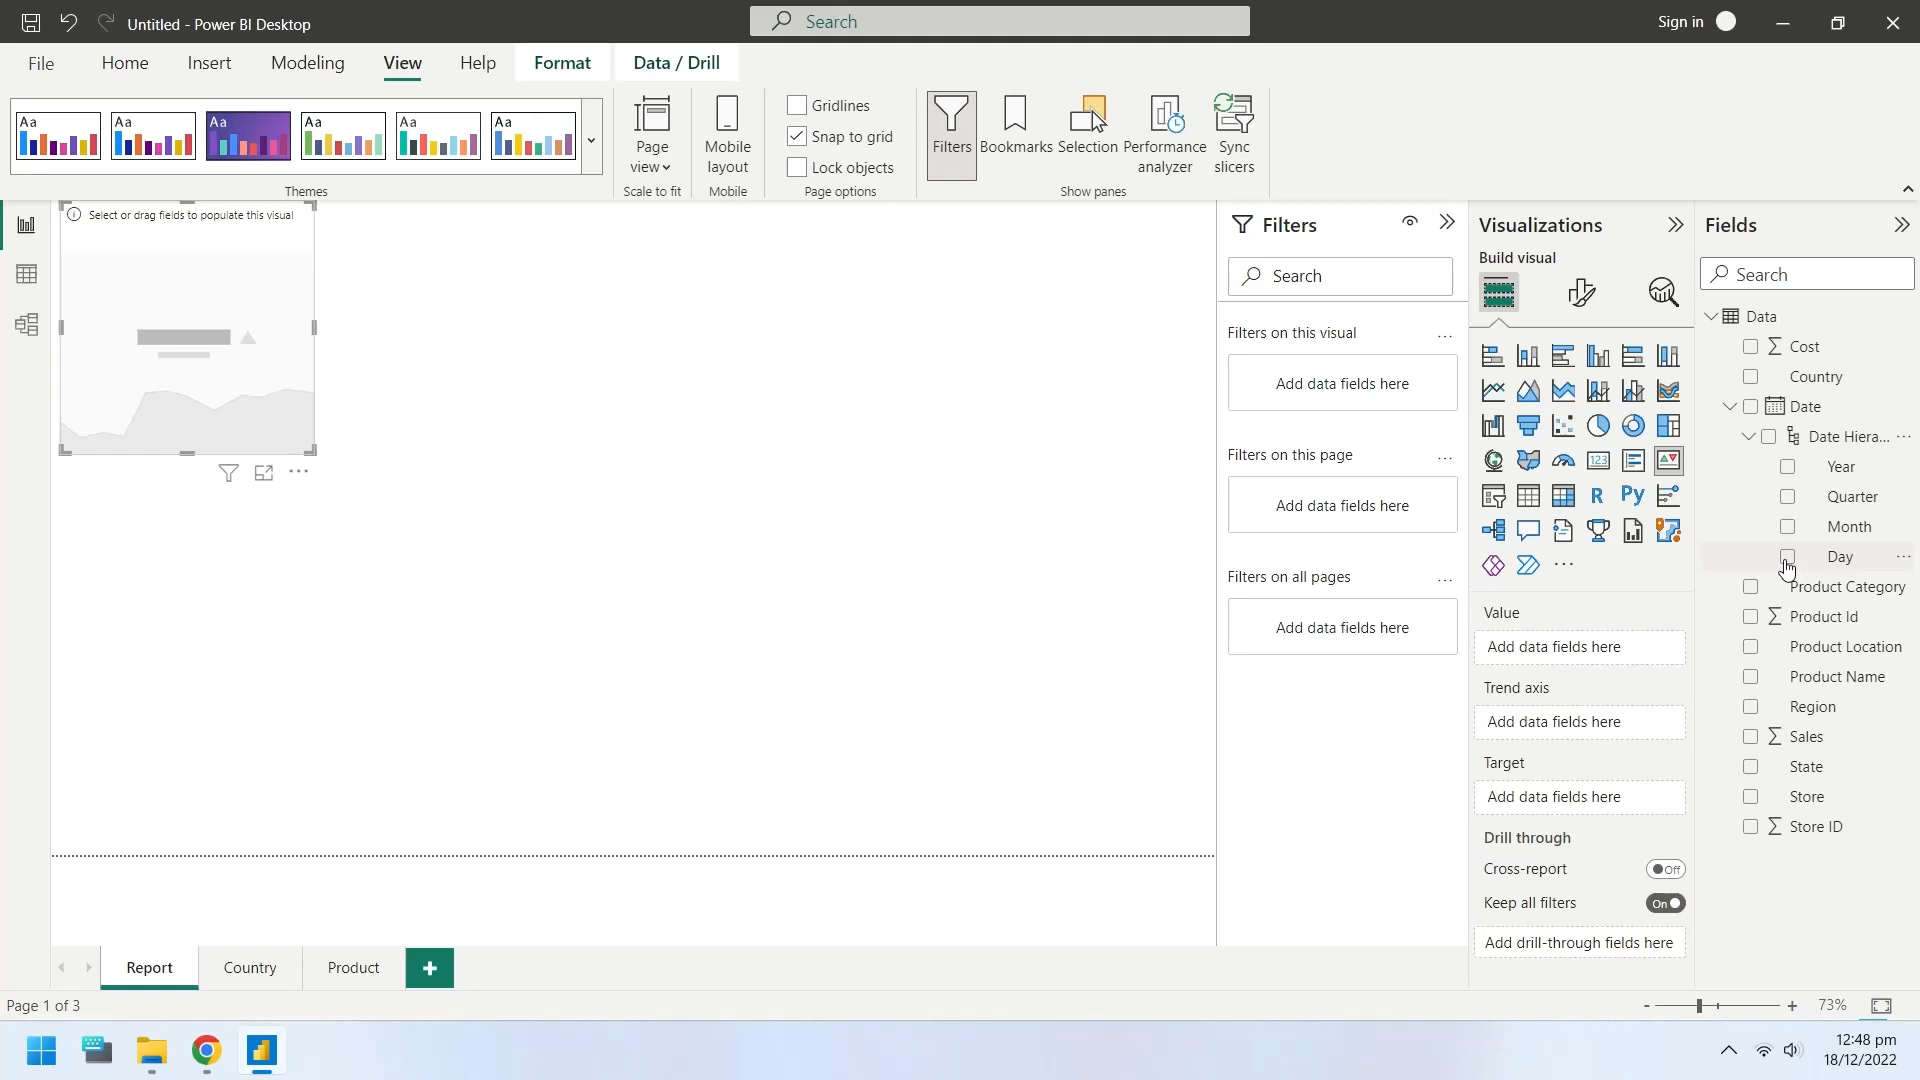 Untitled - Power BI Desktop
Search
Sign in
File
Home
Insert
Modeling
View
Help
Format
Data / Drill
Aa
Aa
Aa
Aa
Aa
Aa
Themes
Page view
Scale to fit
Mobile layout
Mobile
Gridlines
Snap to grid
Lock objects
Page options
Filters
Bookmarks
Selection
Performance analyzer
Sync slicers
Show panes
Select or drag fields to populate this visual
Filters
Search
Filters on this visual
Add data fields here
Filters on this page
Add data fields here
Filters on all pages
Add data fields here
Visualizations
Build visual
123
R
Py
Value
Add data fields here
Trend axis
Add data fields here
Target
Add data fields here
Drill through
Cross-report
Off
Keep all filters
On
Add drill-through fields here
Fields
Search
Data
Cost
Country
Date
Date Hiera...
Year
Quarter
Month
Day
Product Category
Product Id
Product Location
Product Name
Region
Sales
State
Store
Store ID
Report
Country
Product
Page 1 of 3
73%
12:48 pm
18/12/2022